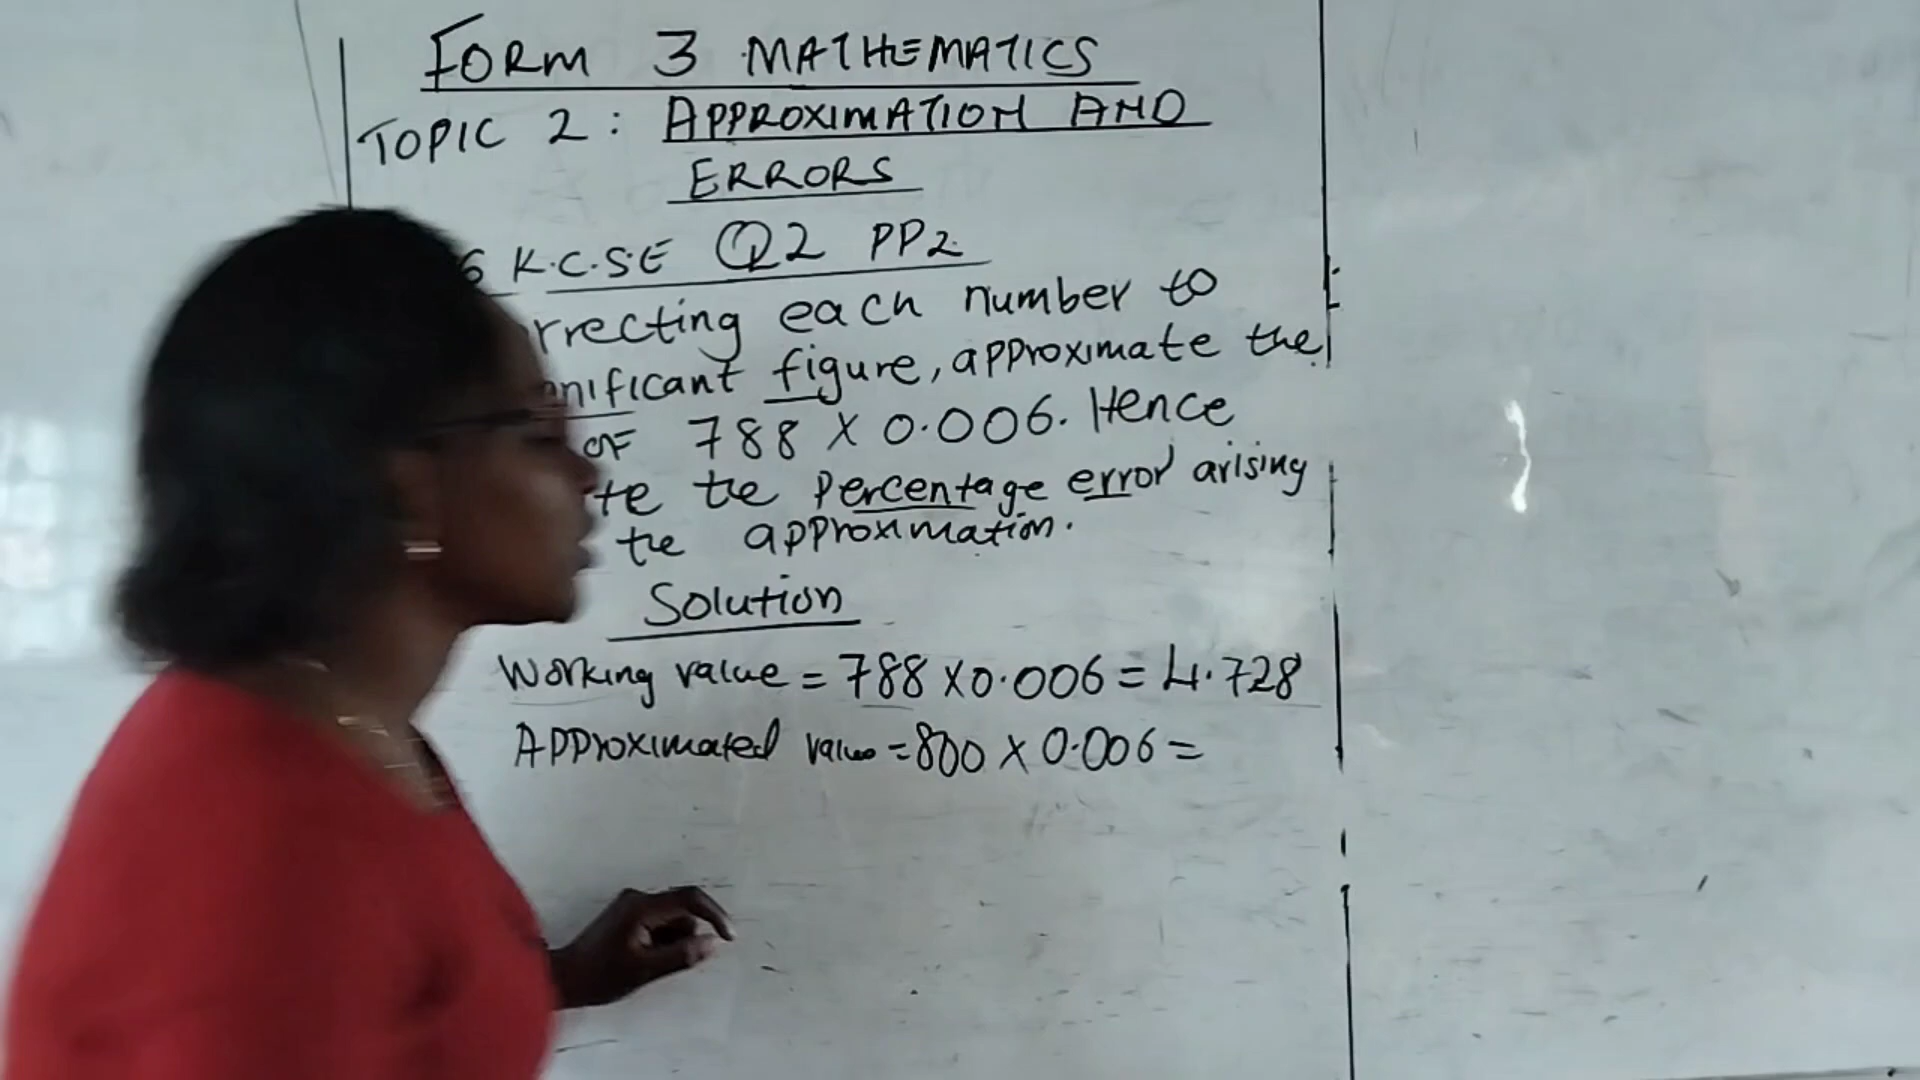 FORM 3 MATHEMATICS
TOPIC 2: APPROXIMATION AND
ERRORS
6 K.C.S.E Q2 PP2.
rrecting each number to
nificant figure, approximate the
OF 788 X 0.006. Hence
te the percentage error arising
the approximation.
Solution
Working value = 788 X 0.006 = 4.728
Approximated value = 800 X 0.006 =